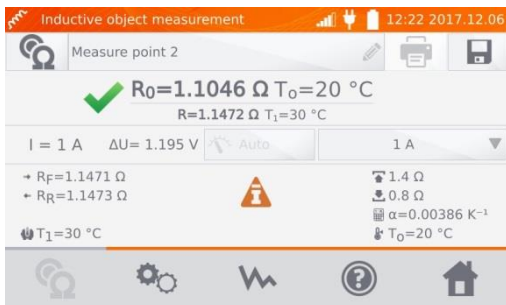 Inductive object measurement 12:22 2017.12.06
Measure point 2
R₀=1.1046 Ω T₀=20 °C
R=1.1472 Ω T₁=30 °C
I = 1 A ΔU= 1.195 V Auto 1 A
→ RF=1.1471 Ω 1.4 Ω
← RR=1.1473 Ω 0.8 Ω
α=0.00386 K⁻¹
T₁=30 °C T₀=20 °C